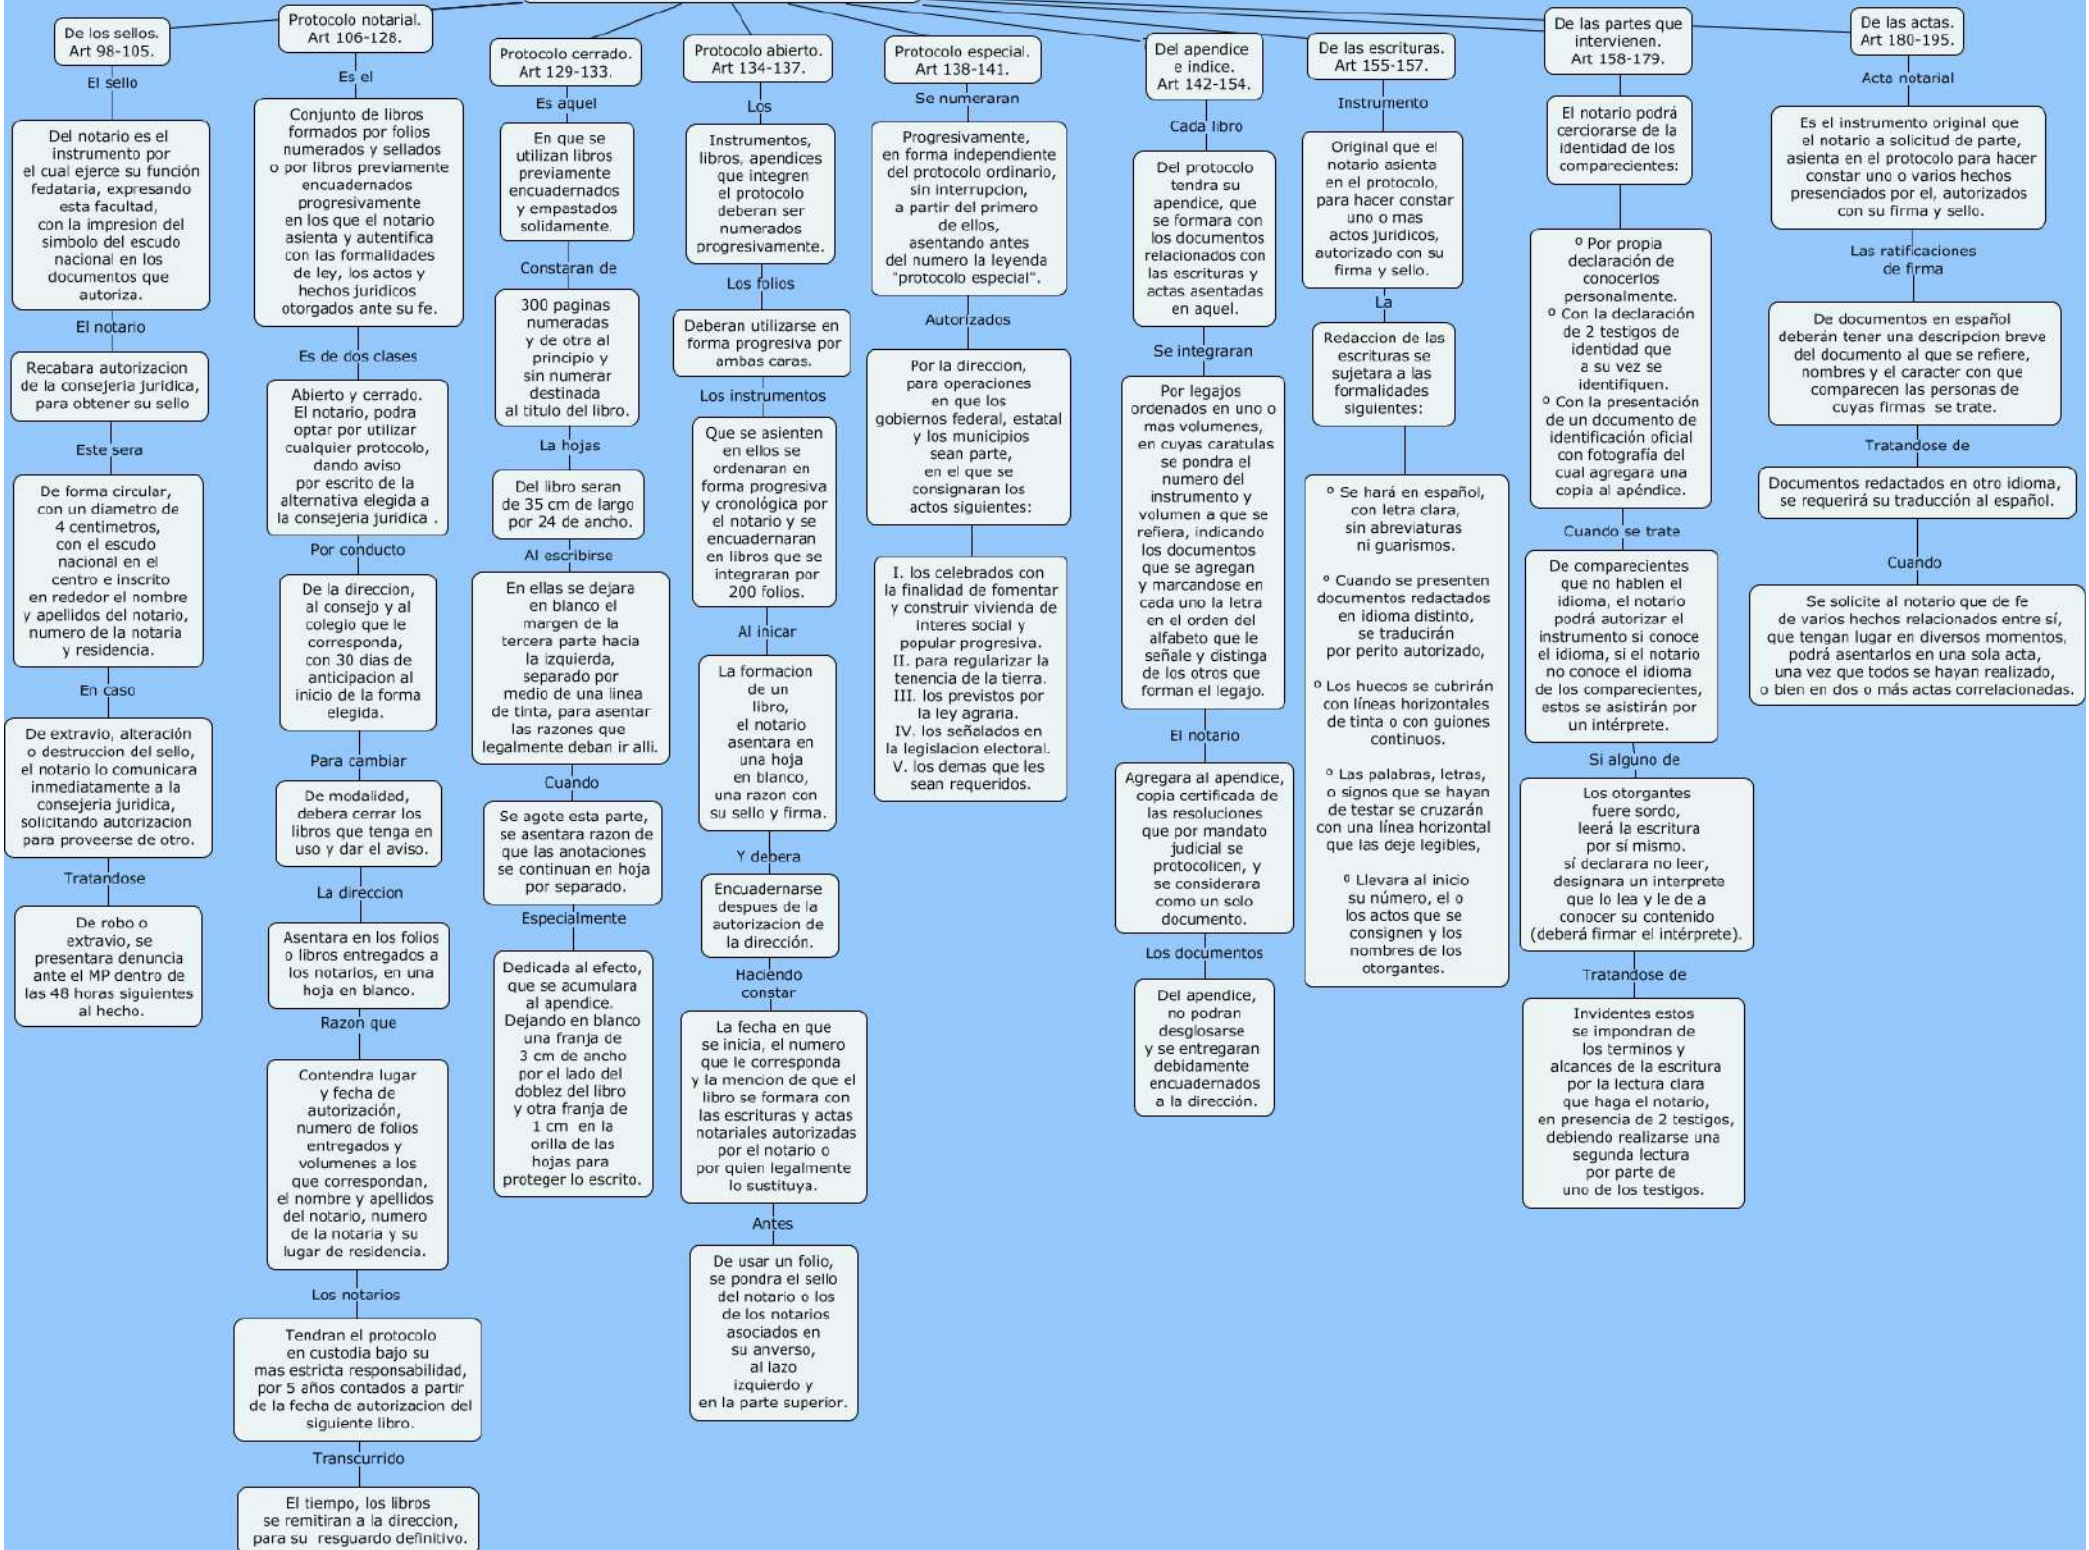 De los sellos.
Art 98-105.
El sello
Del notario es el
instrumento por
el cual ejerce su función
fedataria, expresando
esta facultad,
con la impresion del
simbolo del escudo
nacional en los
documentos que
autoriza.
El notario
Recabara autorizacion
de la consejeria juridica,
para obtener su sello
Este sera
De forma circular,
con un diametro de
4 centimetros,
con el escudo
nacional en el
centro e inscrito
en rededor el nombre
y apellidos del notario,
numero de la notaria
y residencia.
En caso
De extravio, alteración
o destruccion del sello,
el notario lo comunicara
inmediatamente a la
consejeria juridica,
solicitando autorizacion
para proveerse de otro.
Tratandose
De robo o
extravio, se
presentara denuncia
ante el MP dentro de
las 48 horas siguientes
al hecho.
Protocolo notarial.
Art 106-128.
Es el
Conjunto de libros
formados por folios
numerados y sellados
o por libros previamente
encuadernados
progresivamente
en los que el notario
asienta y autentifica
con las formalidades
de ley, los actos y
hechos juridicos
otorgados ante su fe.
Es de dos clases
Abierto y cerrado.
El notario, podra
optar por utilizar
cualquier protocolo,
dando aviso
por escrito de la
alternativa elegida a
la consejeria juridica .
Por conducto
De la direccion,
al consejo y al
colegio que le
corresponda,
con 30 dias de
anticipacion al
inicio de la forma
elegida.
Para cambiar
De modalidad,
debera cerrar los
libros que tenga en
uso y dar el aviso.
La direccion
Asentara en los folios
o libros entregados a
los notarios, en una
hoja en blanco.
Razon que
Contendra lugar
y fecha de
autorización,
numero de folios
entregados y
volumenes a los
que correspondan,
el nombre y apellidos
del notario, numero
de la notaria y su
lugar de residencia.
Los notarios
Tendran el protocolo
en custodia bajo su
mas estricta responsabilidad,
por 5 años contados a partir
de la fecha de autorizacion del
siguiente libro.
Transcurrido
El tiempo, los libros
se remitiran a la direccion,
para su resguardo definitivo.
Protocolo cerrado.
Art 129-133.
Es aquel
En que se
utilizan libros
previamente
encuadernados
y empastados
solidamente.
Constaran de
300 paginas
numeradas
y de otra al
principio y
sin numerar
destinada
al titulo del libro.
La hojas
Del libro seran
de 35 cm de largo
por 24 de ancho.
Al escribirse
En ellas se dejara
en blanco el
margen de la
tercera parte hacia
la izquierda,
separado por
medio de una linea
de tinta, para asentar
las razones que
legalmente deban ir alli.
Cuando
Se agote esta parte,
se asentara razon de
que las anotaciones
se continuan en hoja
por separado.
Especialmente
Dedicada al efecto,
que se acumulara
al apendice.
Dejando en blanco
una franja de
3 cm de ancho
por el lado del
doblez del libro
y otra franja de
1 cm en la
orilla de las
hojas para
proteger lo escrito.
Protocolo abierto.
Art 134-137.
Los
Instrumentos,
libros, apendices
que integren
el protocolo
deberan ser
numerados
progresivamente.
Los folios
Deberan utilizarse en
forma progresiva por
ambas caras.
Los instrumentos
Que se asienten
en ellos se
ordenaran en
forma progresiva
y cronológica por
el notario y se
encuadernaran
en libros que se
integraran por
200 folios.
Al inicar
La formacion
de un
libro,
el notario
asentara en
una hoja
en blanco,
una razon con
su sello y firma.
Y debera
Encuadernarse
despues de la
autorizacion de
la dirección.
Haciendo
constar
La fecha en que
se inicia, el numero
que le corresponda
y la mencion de que el
libro se formara con
las escrituras y actas
notariales autorizadas
por el notario o
por quien legalmente
lo sustituya.
Antes
De usar un folio,
se pondra el sello
del notario o los
de los notarios
asociados en
su anverso,
al lazo
izquierdo y
en la parte superior.
Protocolo especial.
Art 138-141.
Se numeraran
Progresivamente,
en forma independiente
del protocolo ordinario,
sin interrupcion,
a partir del primero
de ellos,
asentando antes
del numero la leyenda
"protocolo especial".
Autorizados
Por la direccion,
para operaciones
en que los
gobiernos federal, estatal
y los municipios
sean parte,
en el que se
consignaran los
actos siguientes:
I. los celebrados con
la finalidad de fomentar
y construir vivienda de
interes social y
popular progresiva.
II. para regularizar la
tenencia de la tierra.
III. los previstos por
la ley agraria.
IV. los señalados en
la legislacion electoral.
V. los demas que les
sean requeridos.
Del apendice
e indice.
Art 142-154.
Cada libro
Del protocolo
tendra su
apendice, que
se formara con
los documentos
relacionados con
las escrituras y
actas asentadas
en aquel.
Se integraran
Por legajos
ordenados en uno o
mas volumenes,
en cuyas caratulas
se pondra el
numero del
instrumento y
volumen a que se
refiera, indicando
los documentos
que se agregan
y marcandose en
cada uno la letra
en el orden del
alfabeto que le
señale y distinga
de los otros que
forman el legajo.
El notario
Agregara al apendice,
copia certificada de
las resoluciones
que por mandato
judicial se
protocolicen, y
se considerara
como un solo
documento.
Los documentos
Del apendice,
no podran
desglosarse
y se entregaran
debidamente
encuadernados
a la dirección.
De las escrituras.
Art 155-157.
Instrumento
Original que el
notario asienta
en el protocolo,
para hacer constar
uno o mas
actos juridicos,
autorizado con su
firma y sello.
La
Redaccion de las
escrituras se
sujetara a las
formalidades
siguientes:
º Se hará en español,
con letra clara,
sin abreviaturas
ni guarismos.
º Cuando se presenten
documentos redactados
en idioma distinto,
se traducirán
por perito autorizado,
º Los huecos se cubrirán
con líneas horizontales
de tinta o con guiones
continuos.
º Las palabras, letras,
o signos que se hayan
de testar se cruzarán
con una línea horizontal
que las deje legibles,
º Llevara al inicio
su número, el o
los actos que se
consignen y los
nombres de los
otorgantes.
De las partes que
intervienen.
Art 158-179.
El notario podrá
cerciorarse de la
identidad de los
comparecientes:
º Por propia
declaración de
conocerlos
personalmente.
º Con la declaración
de 2 testigos de
identidad que
a su vez se
identifiquen.
º Con la presentación
de un documento de
identificación oficial
con fotografía del
cual agregara una
copia al apéndice.
Cuando se trate
De comparecientes
que no hablen el
idioma, el notario
podrá autorizar el
instrumento si conoce
el idioma, si el notario
no conoce el idioma
de los comparecientes,
estos se asistirán por
un intérprete.
Si alguno de
Los otorgantes
fuere sordo,
leerá la escritura
por sí mismo.
sí declarara no leer,
designara un interprete
que lo lea y le de a
conocer su contenido
(deberá firmar el intérprete).
Tratandose de
Invidentes estos
se impondran de
los terminos y
alcances de la escritura
por la lectura clara
que haga el notario,
en presencia de 2 testigos,
debiendo realizarse una
segunda lectura
por parte de
uno de los testigos.
De las actas.
Art 180-195.
Acta notarial
Es el instrumento original que
el notario a solicitud de parte,
asienta en el protocolo para hacer
constar uno o varios hechos
presenciados por el, autorizados
con su firma y sello.
Las ratificaciones
de firma
De documentos en español
deberán tener una descripcion breve
del documento al que se refiere,
nombres y el caracter con que
comparecen las personas de
cuyas firmas se trate.
Tratandose de
Documentos redactados en otro idioma,
se requerirá su traducción al español.
Cuando
Se solicite al notario que de fe
de varios hechos relacionados entre sí,
que tengan lugar en diversos momentos,
podrá asentarlos en una sola acta,
una vez que todos se hayan realizado,
o bien en dos o más actas correlacionadas.